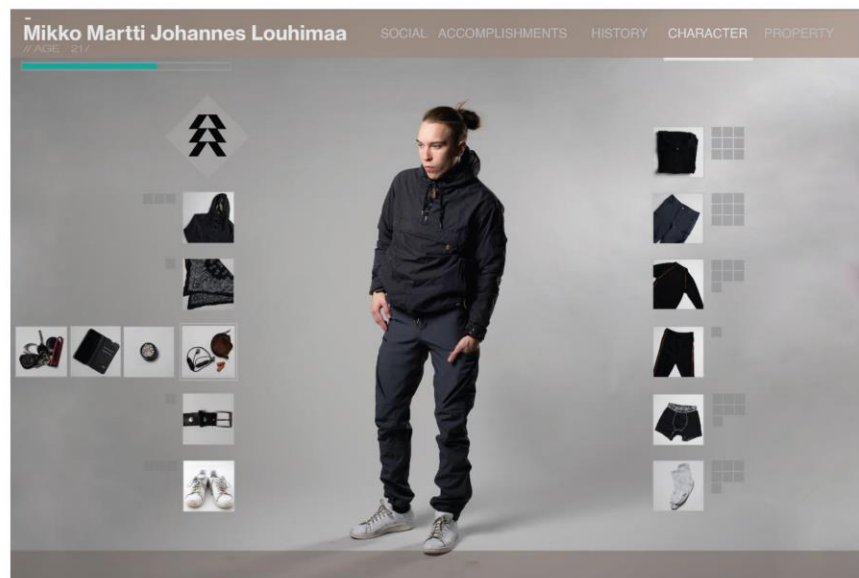 Mikko Martti Johannes Louhimaa
// AGE . 21 /
SOCIAL ACCOMPLISHMENTS HISTORY CHARACTER PROPERTY